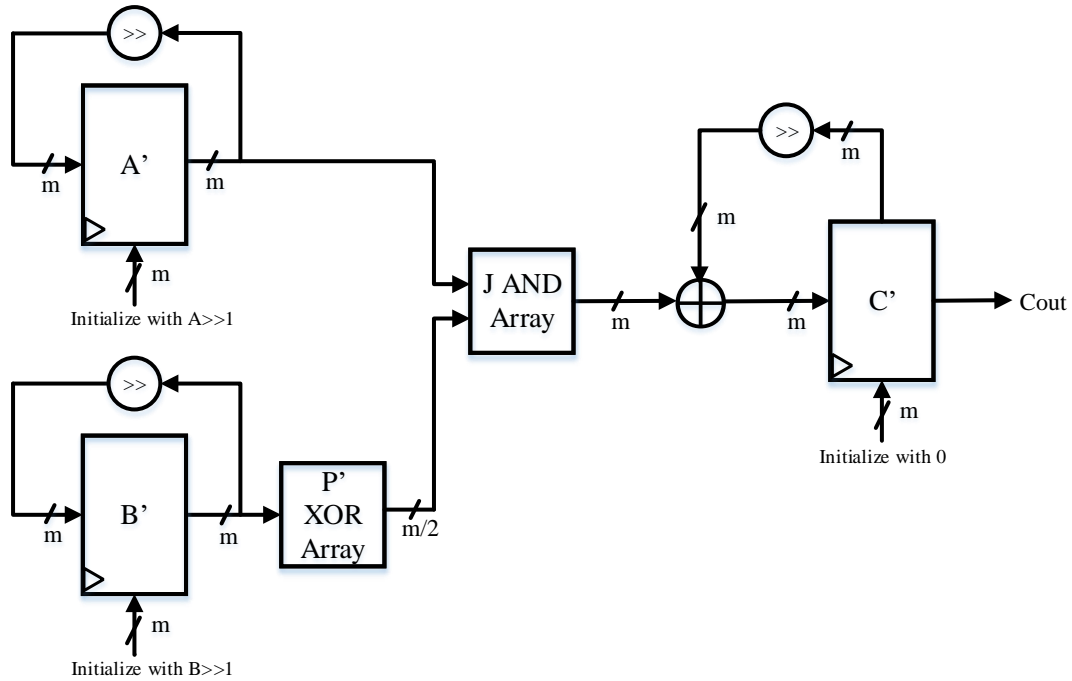 >>
A’
m
m
m
Initialize with A>>1
>>
B’
m
m
m
Initialize with B>>1
P’
XOR
Array
m/2
J AND
Array
m
>>
m
m
m
C’
m
Initialize with 0
Cout